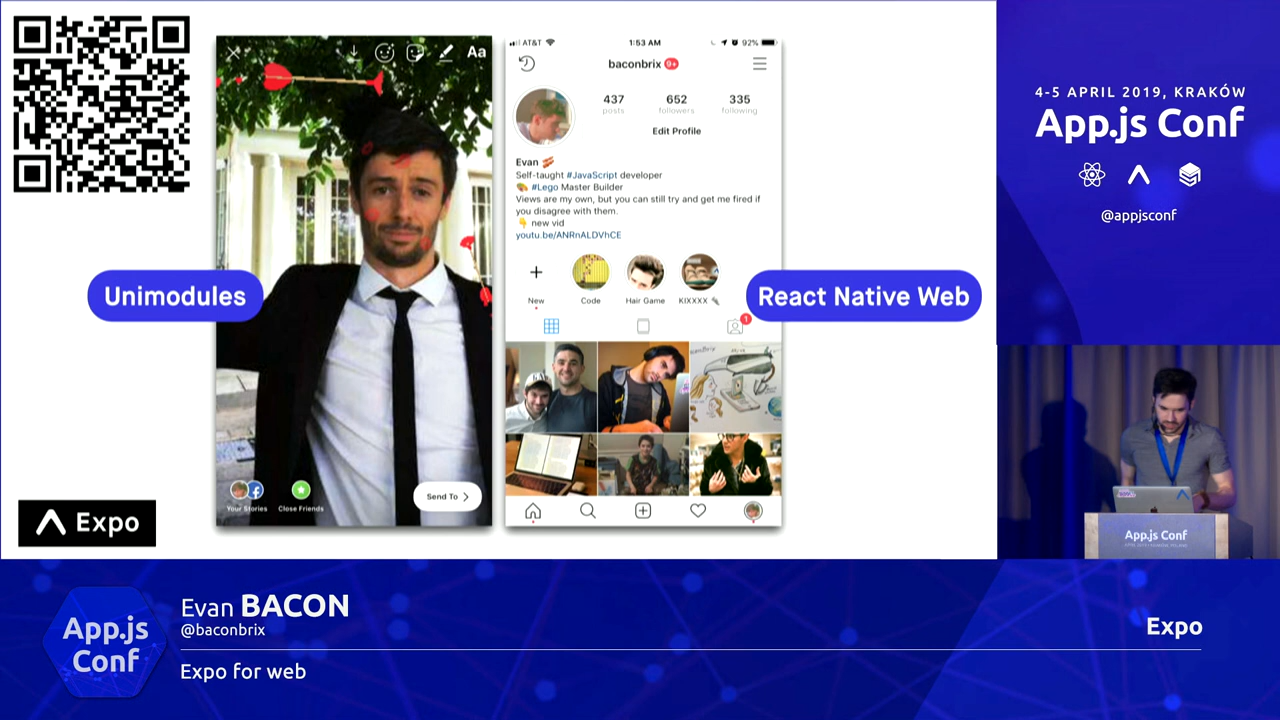 Aa
Unimodules
Your Stories
Close Friends
Send To
Expo
AT&T
1:53 AM
92%
baconbrix 9+
437
posts
652
followers
335
following
Edit Profile
Evan
Self-taught #JavaScript developer
#Lego Master Builder
Views are my own, but you can still try and get me fired if
you disagree with them.
new vid
youtu.be/ANRnALDVhCE
New
Code
Hair Game
KIXXXX
1
React Native Web
4-5 APRIL 2019, KRAKÓW
App.js Conf
@appjsconf
App.js Conf
App.js
Conf
Evan BACON
@baconbrix
Expo for web
Expo